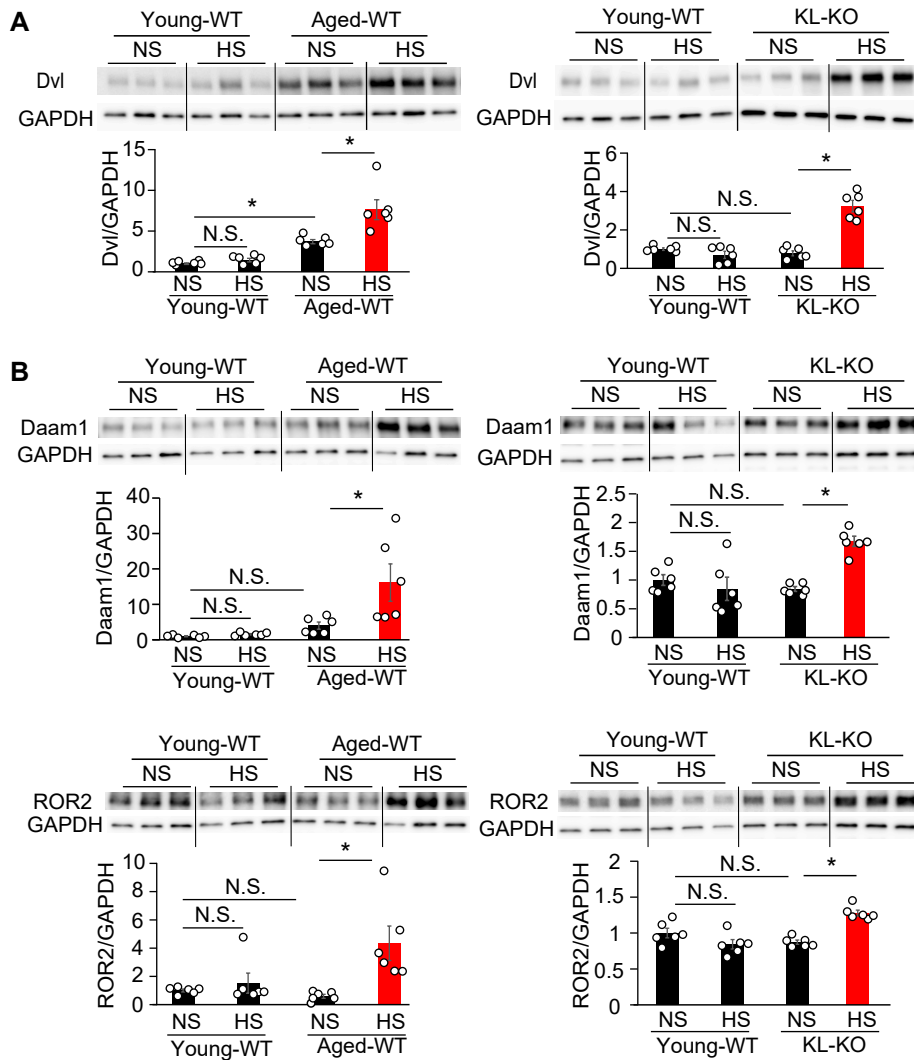 A
Young-WT Aged-WT
NS HS NS HS
Dvl
GAPDH
Dvl/GAPDH
15
10
5
0
*
N.S.
*
NS HS NS HS
Young-WT Aged-WT
Young-WT KL-KO
NS HS NS HS
Dvl
GAPDH
Dvl/GAPDH
6
4
2
0
N.S.
N.S.
*
NS HS NS HS
Young-WT KL-KO
B
Young-WT Aged-WT
NS HS NS HS
Daam1
GAPDH
Daam1/GAPDH
40
30
20
10
0
N.S.
N.S.
*
NS HS NS HS
Young-WT Aged-WT
Young-WT KL-KO
NS HS NS HS
Daam1
GAPDH
Daam1/GAPDH
2.5
2
1.5
1
0.5
0
N.S.
N.S.
*
NS HS NS HS
Young-WT KL-KO
Young-WT Aged-WT
NS HS NS HS
ROR2
GAPDH
ROR2/GAPDH
10
8
6
4
2
0
N.S.
N.S.
*
NS HS NS HS
Young-WT Aged-WT
Young-WT KL-KO
NS HS NS HS
ROR2
GAPDH
ROR2/GAPDH
2
1.5
1
0.5
0
N.S.
N.S.
*
NS HS NS HS
Young-WT KL-KO